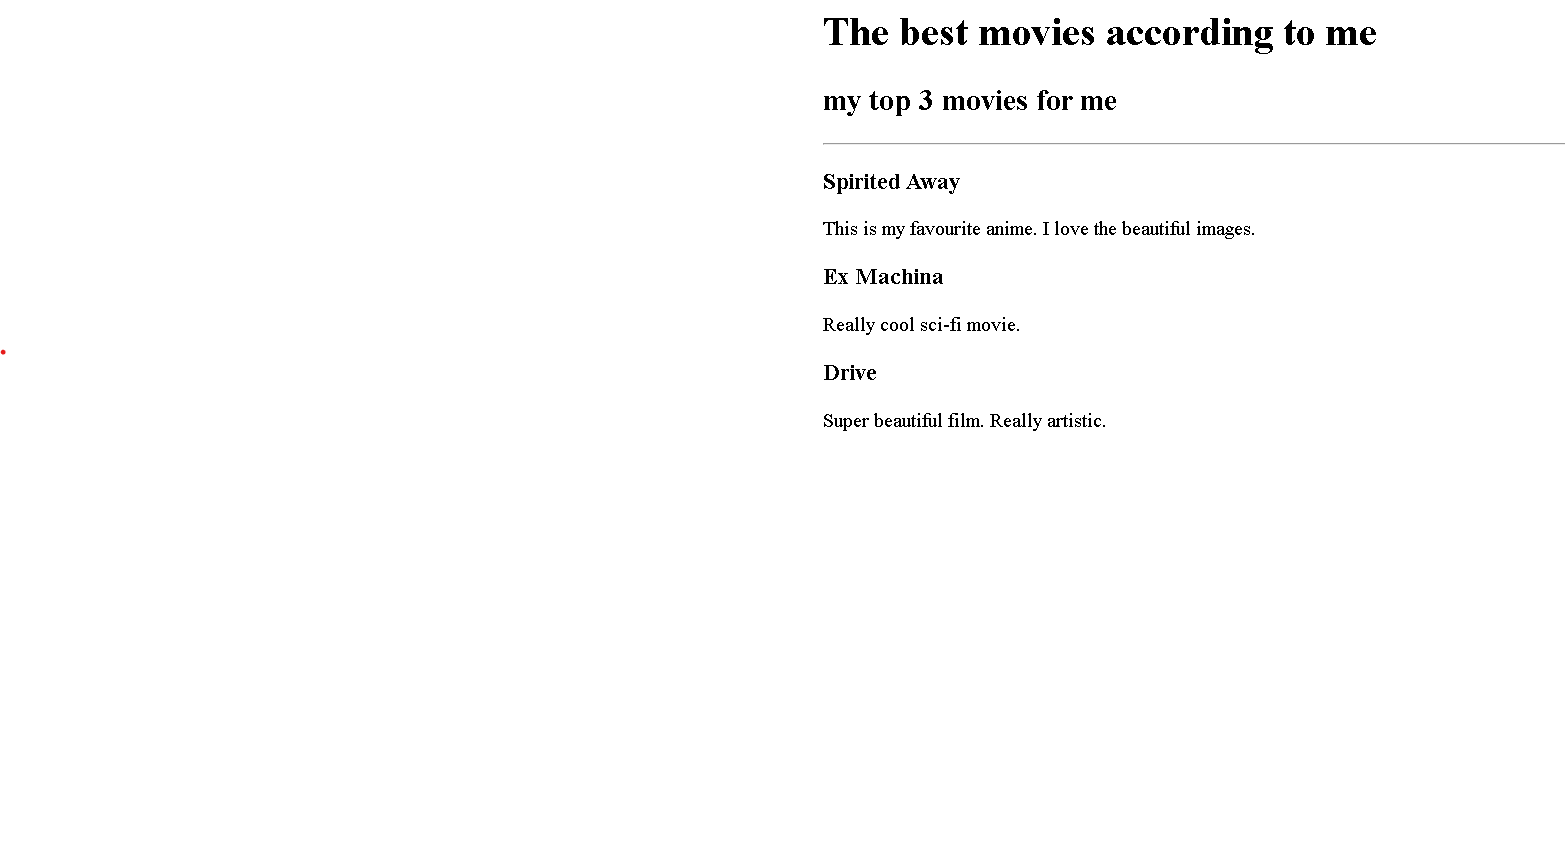 The best movies according to me
my top 3 movies for me
Spirited Away
This is my favourite anime. I love the beautiful images.
Ex Machina
Really cool sci-fi movie.
Drive
Super beautiful film. Really artistic.